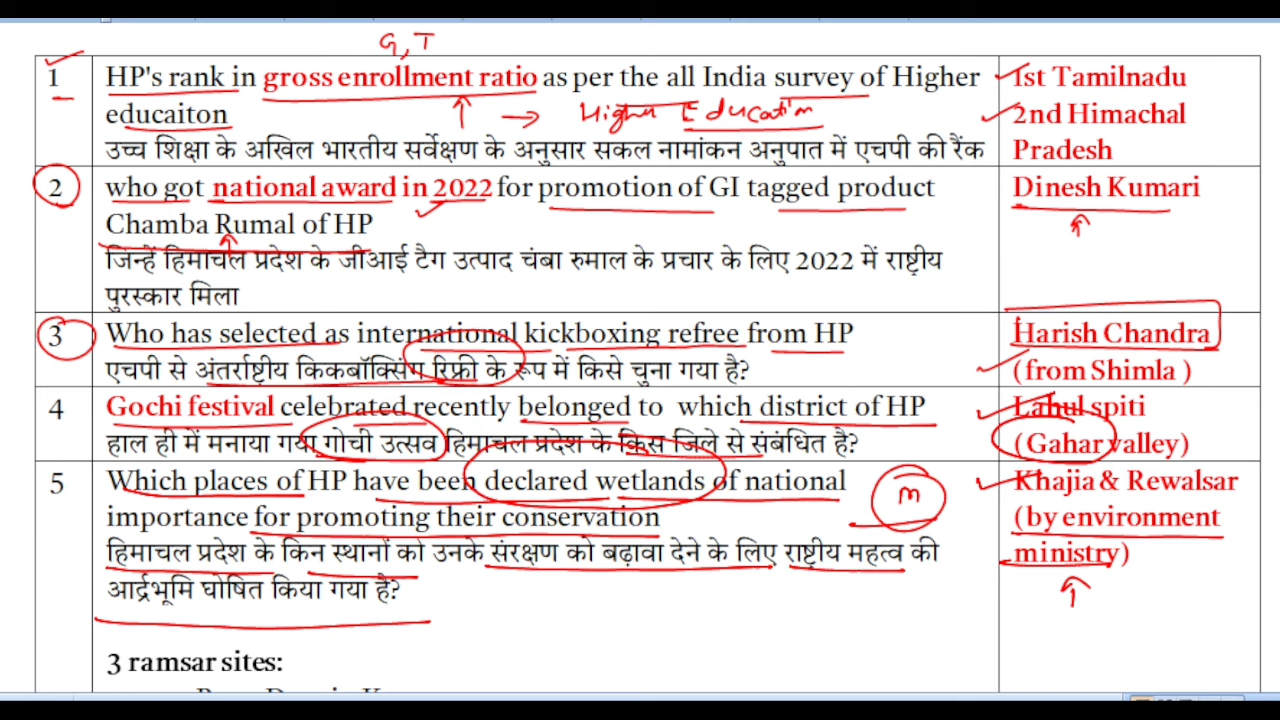 G, T
1 HP's rank in gross enrollment ratio as per the all India survey of Higher 1st Tamilnadu
educaiton → Higher Education 2nd Himachal
उच्च शिक्षा के अखिल भारतीय सर्वेक्षण के अनुसार सकल नामांकन अनुपात में एचपी की रैंक Pradesh
2 who got national award in 2022 for promotion of GI tagged product Dinesh Kumari
Chamba Rumal of HP
जिन्हें हिमाचल प्रदेश के जीआई टैग उत्पाद चंबा रुमाल के प्रचार के लिए 2022 में राष्ट्रीय
पुरस्कार मिला
3 Who has selected as international kickboxing refree from HP Harish Chandra
एचपी से अंतर्राष्ट्रीय किकबॉक्सिंग रिफ्री के रूप में किसे चुना गया है? (from Shimla )
4 Gochi festival celebrated recently belonged to which district of HP Lahul spiti
हाल ही में मनाया गया गोची उत्सव हिमाचल प्रदेश के किस जिले से संबंधित है? (Gahar valley)
5 Which places of HP have been declared wetlands of national Khajia & Rewalsar
importance for promoting their conservation m (by environment
हिमाचल प्रदेश के किन स्थानों को उनके संरक्षण को बढ़ावा देने के लिए राष्ट्रीय महत्व की ministry)
आर्द्रभूमि घोषित किया गया है?
3 ramsar sites: